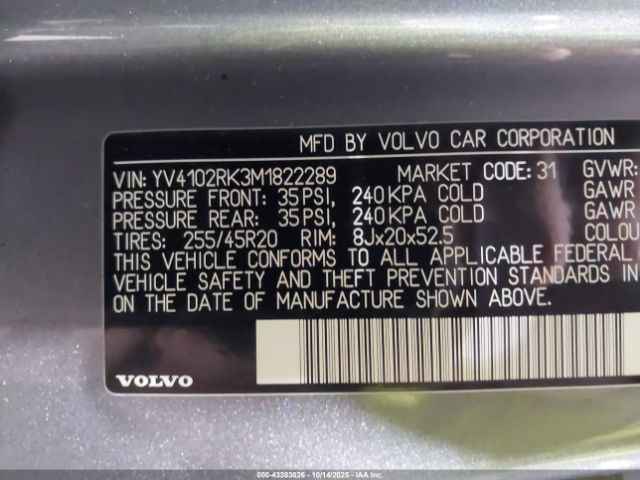 MFD BY VOLVO CAR CORPORATION
VIN: YV4102RK3M1822289 MARKET CODE: 31 GVWR:
PRESSURE FRONT: 35 PSI, 240 KPA COLD GAWR
PRESSURE REAR: 35 PSI, 240 KPA COLD GAWR
TIRES: 255/45R20 RIM: 8Jx20x52.5 COLOU
THIS VEHICLE CONFORMS TO ALL APPLICABLE FEDERAL
VEHICLE SAFETY AND THEFT PREVENTION STANDARDS IN
ON THE DATE OF MANUFACTURE SHOWN ABOVE.
VOLVO
000-43383826 - 10/14/2025 - Copyright © 2025 IAA, Inc.